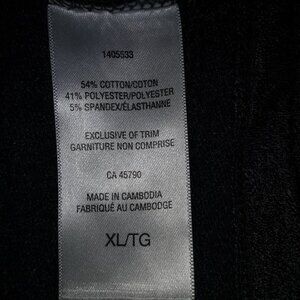 1405533
54% COTTON/COTON
41% POLYESTER/POLYESTER
5% SPANDEX/ÉLASTHANNE
EXCLUSIVE OF TRIM
GARNITURE NON COMPRISE
CA 45790
MADE IN CAMBODIA
FABRIQUÉ AU CAMBODGE
XL/TG